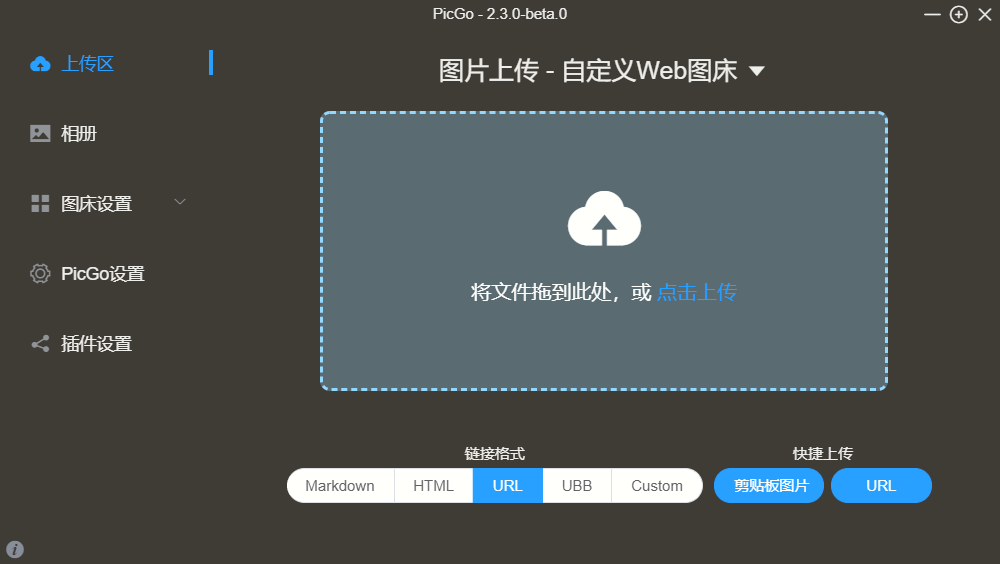 PicGo - 2.3.0-beta.0
上传区
相册
图床设置
PicGo设置
插件设置
图片上传 - 自定义Web图床
将文件拖到此处，或 点击上传
链接格式
Markdown HTML URL UBB Custom
快捷上传
剪贴板图片 URL